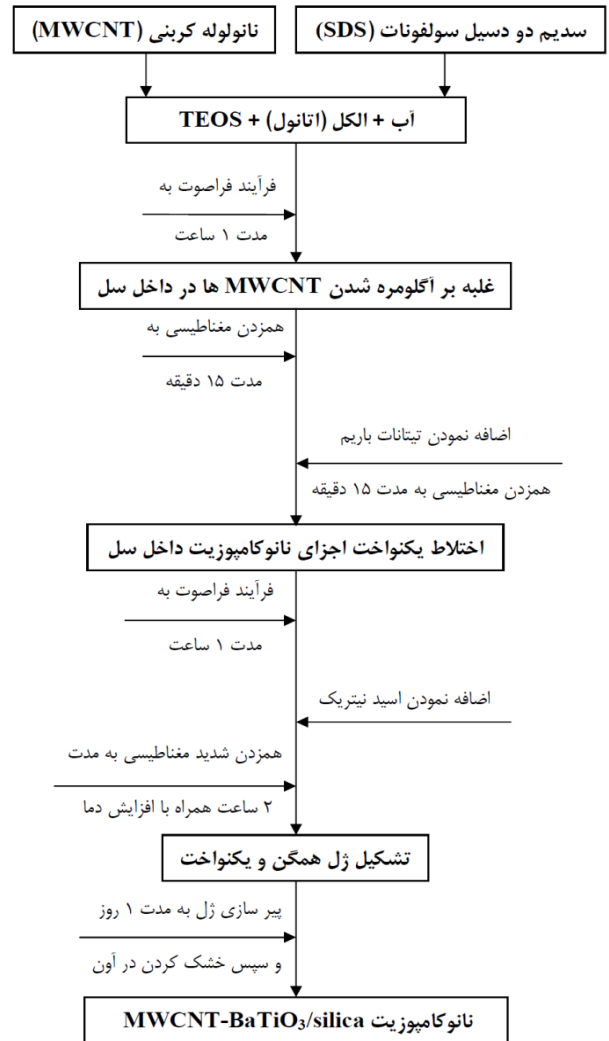 سدیم دو دسیل سولفونات (SDS)
نانولوله کربنی (MWCNT)
آب + الکل (اتانول) + TEOS
فرآیند فراصوت به
مدت ۱ ساعت
غلبه بر آگلومره شدن MWCNT ها در داخل سل
همزدن مغناطیسی به
مدت ۱۵ دقیقه
اضافه نمودن تیتانات باریم
همزدن مغناطیسی به مدت ۱۵ دقیقه
اختلاط یکنواخت اجزای نانوکامپوزیت داخل سل
فرآیند فراصوت به
مدت ۱ ساعت
اضافه نمودن اسید نیتریک
همزدن شدید مغناطیسی به مدت
۲ ساعت همراه با افزایش دما
تشکیل ژل همگن و یکنواخت
پیر سازی ژل به مدت ۱ روز
و سپس خشک کردن در آون
نانوکامپوزیت MWCNT-BaTiO₃/silica